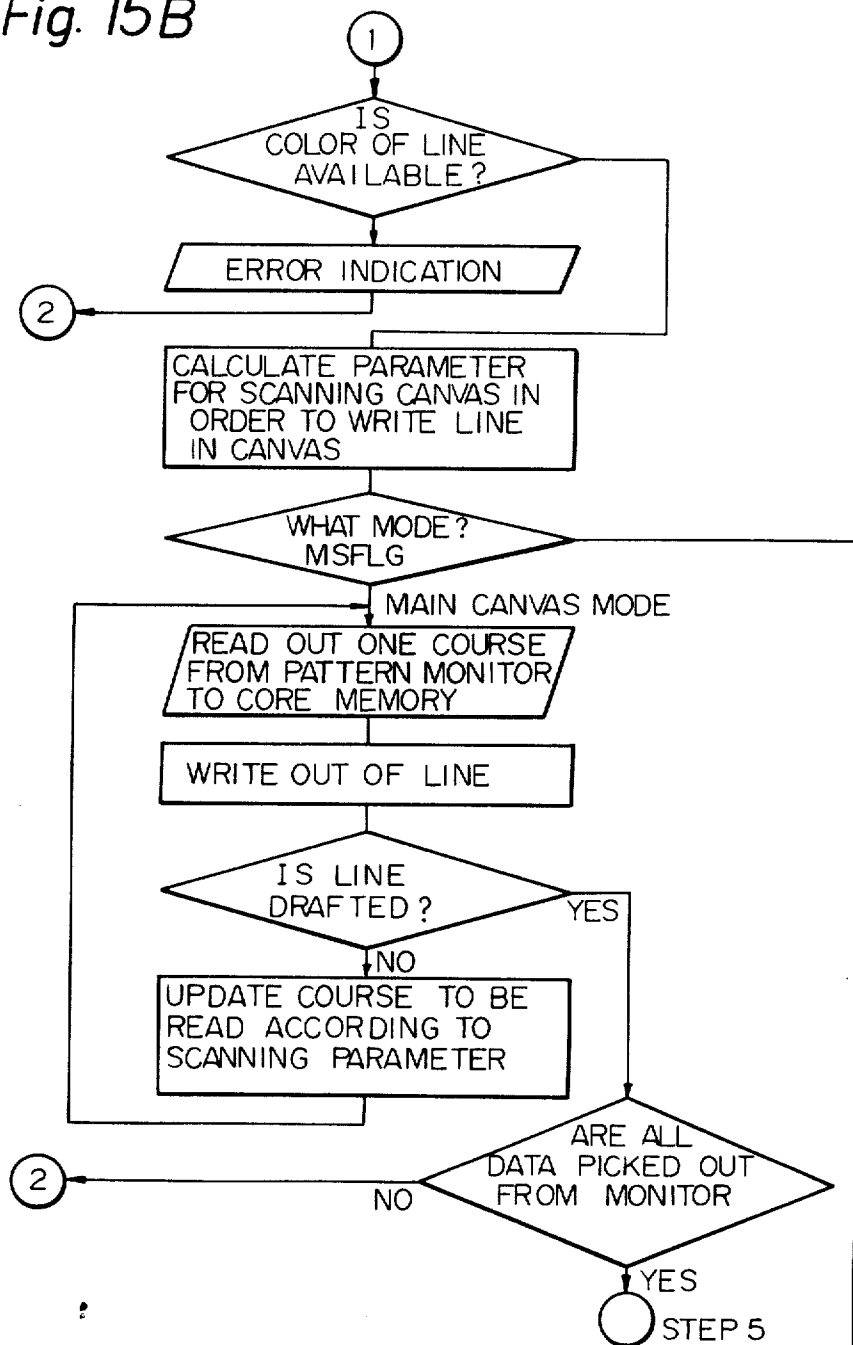 Fig. 15B
1
IS
COLOR OF LINE
AVAILABLE?
ERROR INDICATION
2
CALCULATE PARAMETER
FOR SCANNING CANVAS IN
ORDER TO WRITE LINE
IN CANVAS
WHAT MODE?
MSFLG
MAIN CANVAS MODE
READ OUT ONE COURSE
FROM PATTERN MONITOR
TO CORE MEMORY
WRITE OUT OF LINE
IS LINE
DRAFTED?
YES
NO
UPDATE COURSE TO BE
READ ACCORDING TO
SCANNING PARAMETER
ARE ALL
DATA PICKED OUT
FROM MONITOR
2
NO
YES
STEP 5